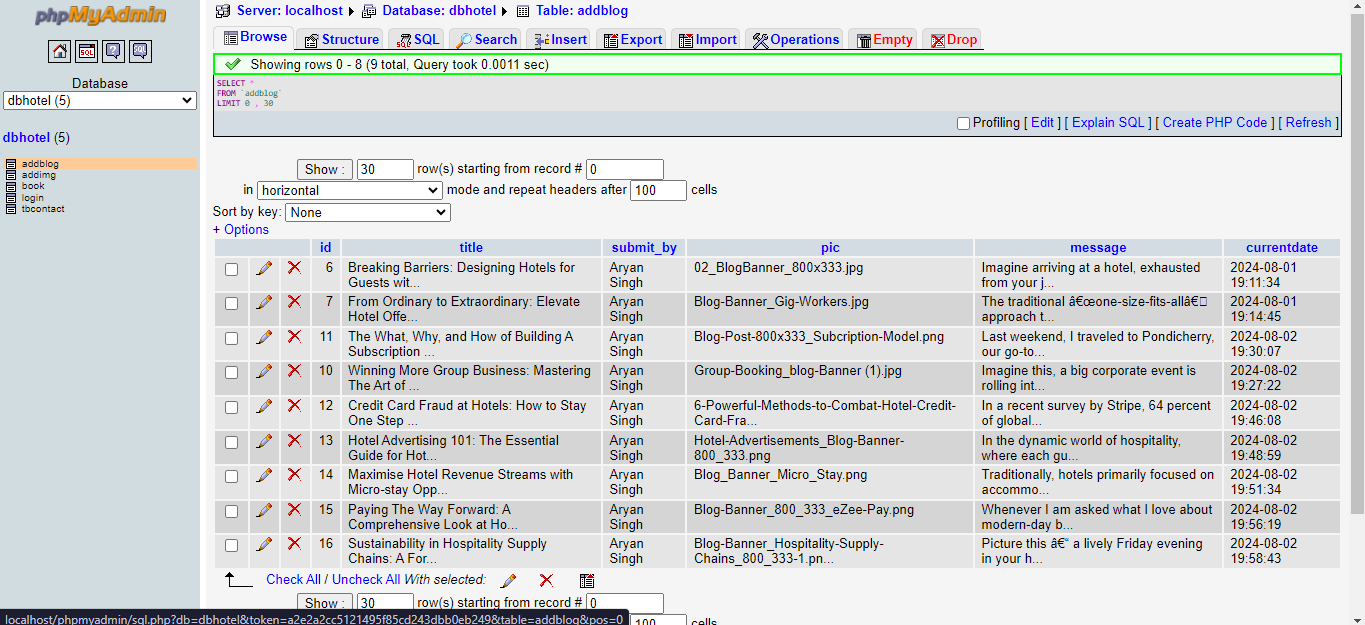 phpMyAdmin
SQL
SQL
Database
dbhotel (5)
dbhotel (5)
addblog
addimg
book
login
tbcontact
Server: localhost Database: dbhotel Table: addblog
Browse Structure SQL Search Insert Export Import Operations Empty Drop
Showing rows 0 - 8 (9 total, Query took 0.0011 sec)
SELECT *
FROM `addblog`
LIMIT 0 , 30
Profiling [ Edit ] [ Explain SQL ] [ Create PHP Code ] [ Refresh ]
Show : 30 row(s) starting from record # 0
in horizontal mode and repeat headers after 100 cells
Sort by key: None
+ Options
id title submit_by pic message currentdate
6 Breaking Barriers: Designing Hotels for Aryan 02_BlogBanner_800x333.jpg Imagine arriving at a hotel, exhausted 2024-08-01
Guests wit... Singh from your j... 19:11:34
7 From Ordinary to Extraordinary: Elevate Aryan Blog-Banner_Gig-Workers.jpg The traditional â€œone-size-fits-allâ€□ 2024-08-01
Hotel Offe... Singh approach t... 19:14:45
11 The What, Why, and How of Building A Aryan Blog-Post-800x333_Subcription-Model.png Last weekend, I traveled to Pondicherry, 2024-08-02
Subscription ... Singh our go-to... 19:30:07
10 Winning More Group Business: Mastering Aryan Group-Booking_blog-Banner (1).jpg Imagine this, a big corporate event is 2024-08-02
The Art of ... Singh rolling int... 19:27:22
12 Credit Card Fraud at Hotels: How to Stay Aryan 6-Powerful-Methods-to-Combat-Hotel-Credit- In a recent survey by Stripe, 64 percent 2024-08-02
One Step ... Singh Card-Fra... of global... 19:46:08
13 Hotel Advertising 101: The Essential Aryan Hotel-Advertisements_Blog-Banner- In the dynamic world of hospitality, 2024-08-02
Guide for Hot... Singh 800_333.png where each gu... 19:48:59
14 Maximise Hotel Revenue Streams with Aryan Blog_Banner_Micro_Stay.png Traditionally, hotels primarily focused on 2024-08-02
Micro-stay Opp... Singh accommo... 19:51:34
15 Paying The Way Forward: A Aryan Blog-Banner_800_333_eZee-Pay.png Whenever I am asked what I love about 2024-08-02
Comprehensive Look at Ho... Singh modern-day b... 19:56:19
16 Sustainability in Hospitality Supply Aryan Blog-Banner_Hospitality-Supply- Picture this â€“ a lively Friday evening 2024-08-02
Chains: A For... Singh Chains_800_333-1.pn... in your h... 19:58:43
Check All / Uncheck All With selected:
Show : 30 row(s) starting from record # 0
100 cells
localhost/phpmyadmin/sql.php?db=dbhotel&token=a2e2a2cc5121495f85cd243dbb0eb249&table=addblog&pos=0